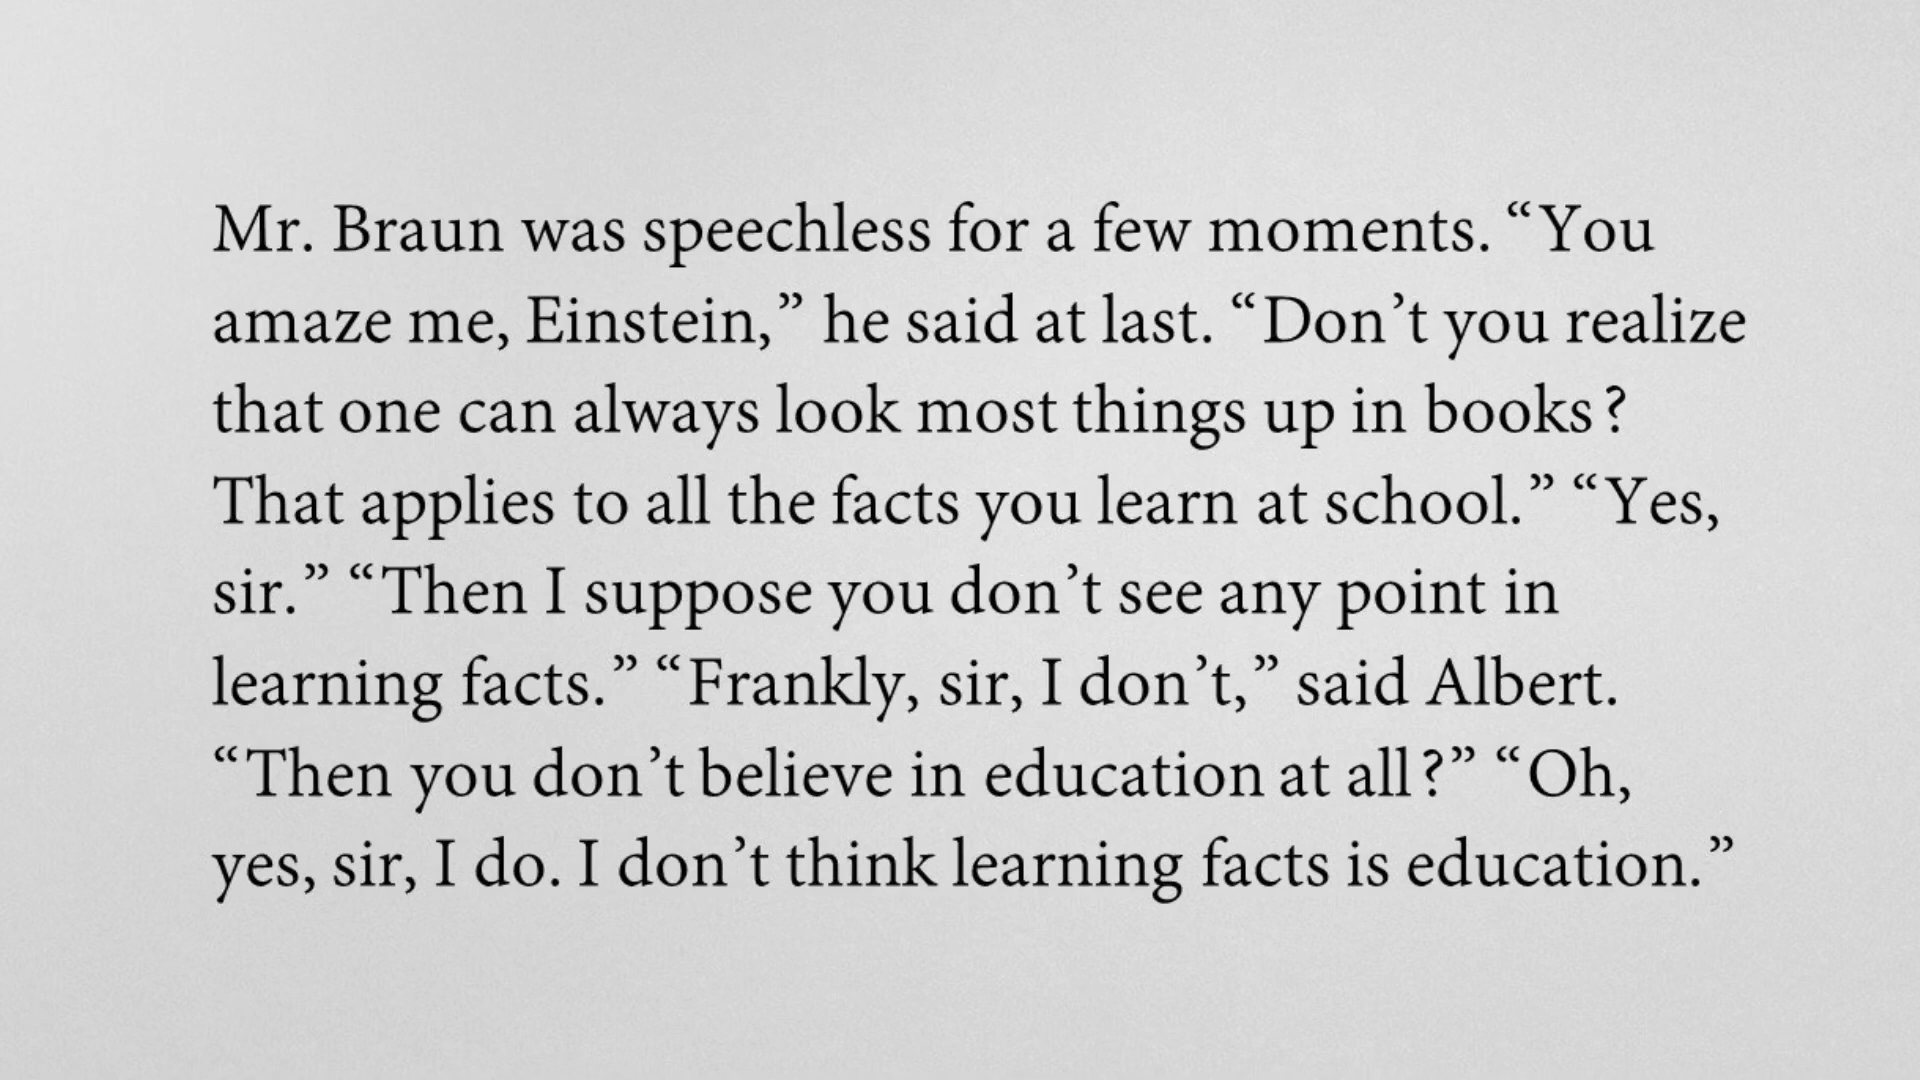 Mr. Braun was speechless for a few moments. “You
amaze me, Einstein,” he said at last. “Don’t you realize
that one can always look most things up in books?
That applies to all the facts you learn at school.” “Yes,
sir.” “Then I suppose you don’t see any point in
learning facts.” “Frankly, sir, I don’t,” said Albert.
“Then you don’t believe in education at all?” “Oh,
yes, sir, I do. I don’t think learning facts is education.”